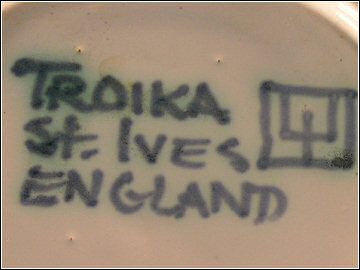 TROIKA
St. IVES
ENGLAND